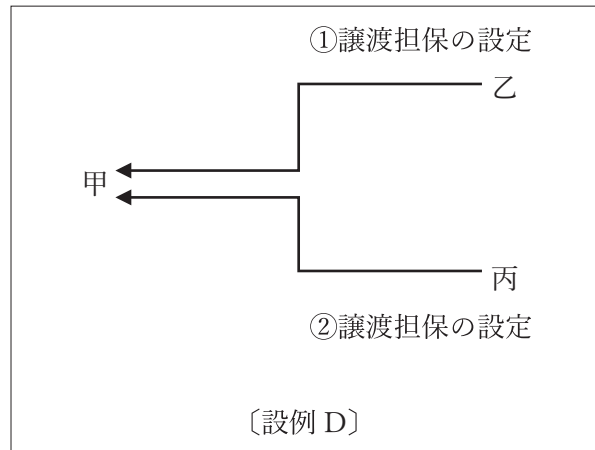 ①譲渡担保の設定
乙
甲
丙
②譲渡担保の設定
〔設例 D〕